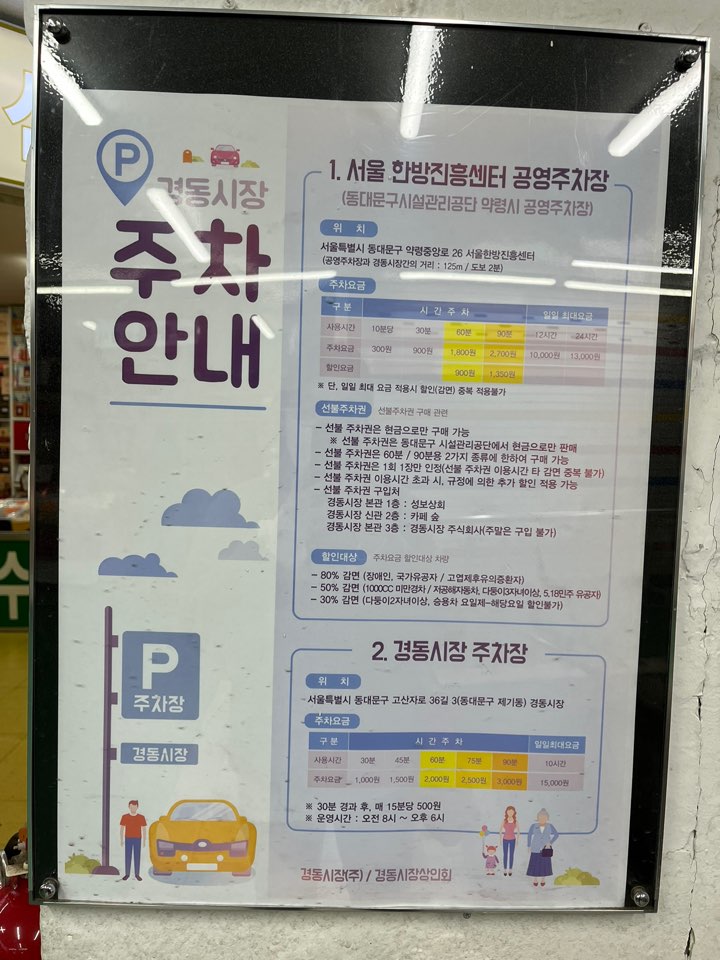 P
경동시장
주차
안내
1. 서울 한방진흥센터 공영주차장
(동대문구시설관리공단 약령시 공영주차장)
위 치
서울특별시 동대문구 약령중앙로 26 서울한방진흥센터
(공영주차장과 경동시장간의 거리 : 125m / 도보 2분)
주차요금
구 분 시 간 주 차 일일 최대요금
사용시간 10분당 30분 60분 90분 12시간 24시간
주차요금 300원 900원 1,800원 2,700원 10,000원 13,000원
할인요금 900원 1,350원
※ 단, 일일 최대 요금 적용시 할인(감면) 중복 적용불가
선불주차권 선불주차권 구매 관련
- 선불 주차권은 현금으로만 구매 가능
※ 선불 주차권은 동대문구 시설관리공단에서 현금으로만 판매
- 선불 주차권은 60분 / 90분용 2가지 종류에 한하여 구매 가능
- 선불 주차권은 1회 1장만 인정(선불 주차권 이용시간 타 감면 중복 불가)
- 선불 주차권 이용시간 초과 시, 규정에 의한 추가 할인 적용 가능
- 선불 주차권 구입처
경동시장 본관 1층 : 성보상회
경동시장 신관 2층 : 카페 숲
경동시장 본관 3층 : 경동시장 주식회사(주말은 구입 불가)
할인대상 주차요금 할인대상 차량
- 80% 감면 (장애인, 국가유공자 / 고엽제후유의증환자)
- 50% 감면 (1000CC 미만경차 / 저공해자동차, 다둥이3자녀이상, 5.18민주 유공자)
- 30% 감면 (다둥이2자녀이상, 승용차 요일제-해당요일 할인불가)
2. 경동시장 주차장
위 치
서울특별시 동대문구 고산자로 36길 3(동대문구 제기동) 경동시장
주차요금
구 분 시 간 주 차 일일최대요금
사용시간 30분 45분 60분 75분 90분 10시간
주차요금 1,000원 1,500원 2,000원 2,500원 3,000원 15,000원
※ 30분 경과 후, 매 15분당 500원
※ 운영시간 : 오전 8시 ~ 오후 6시
P
주차장
경동시장
경동시장(주) / 경동시장상인회
수